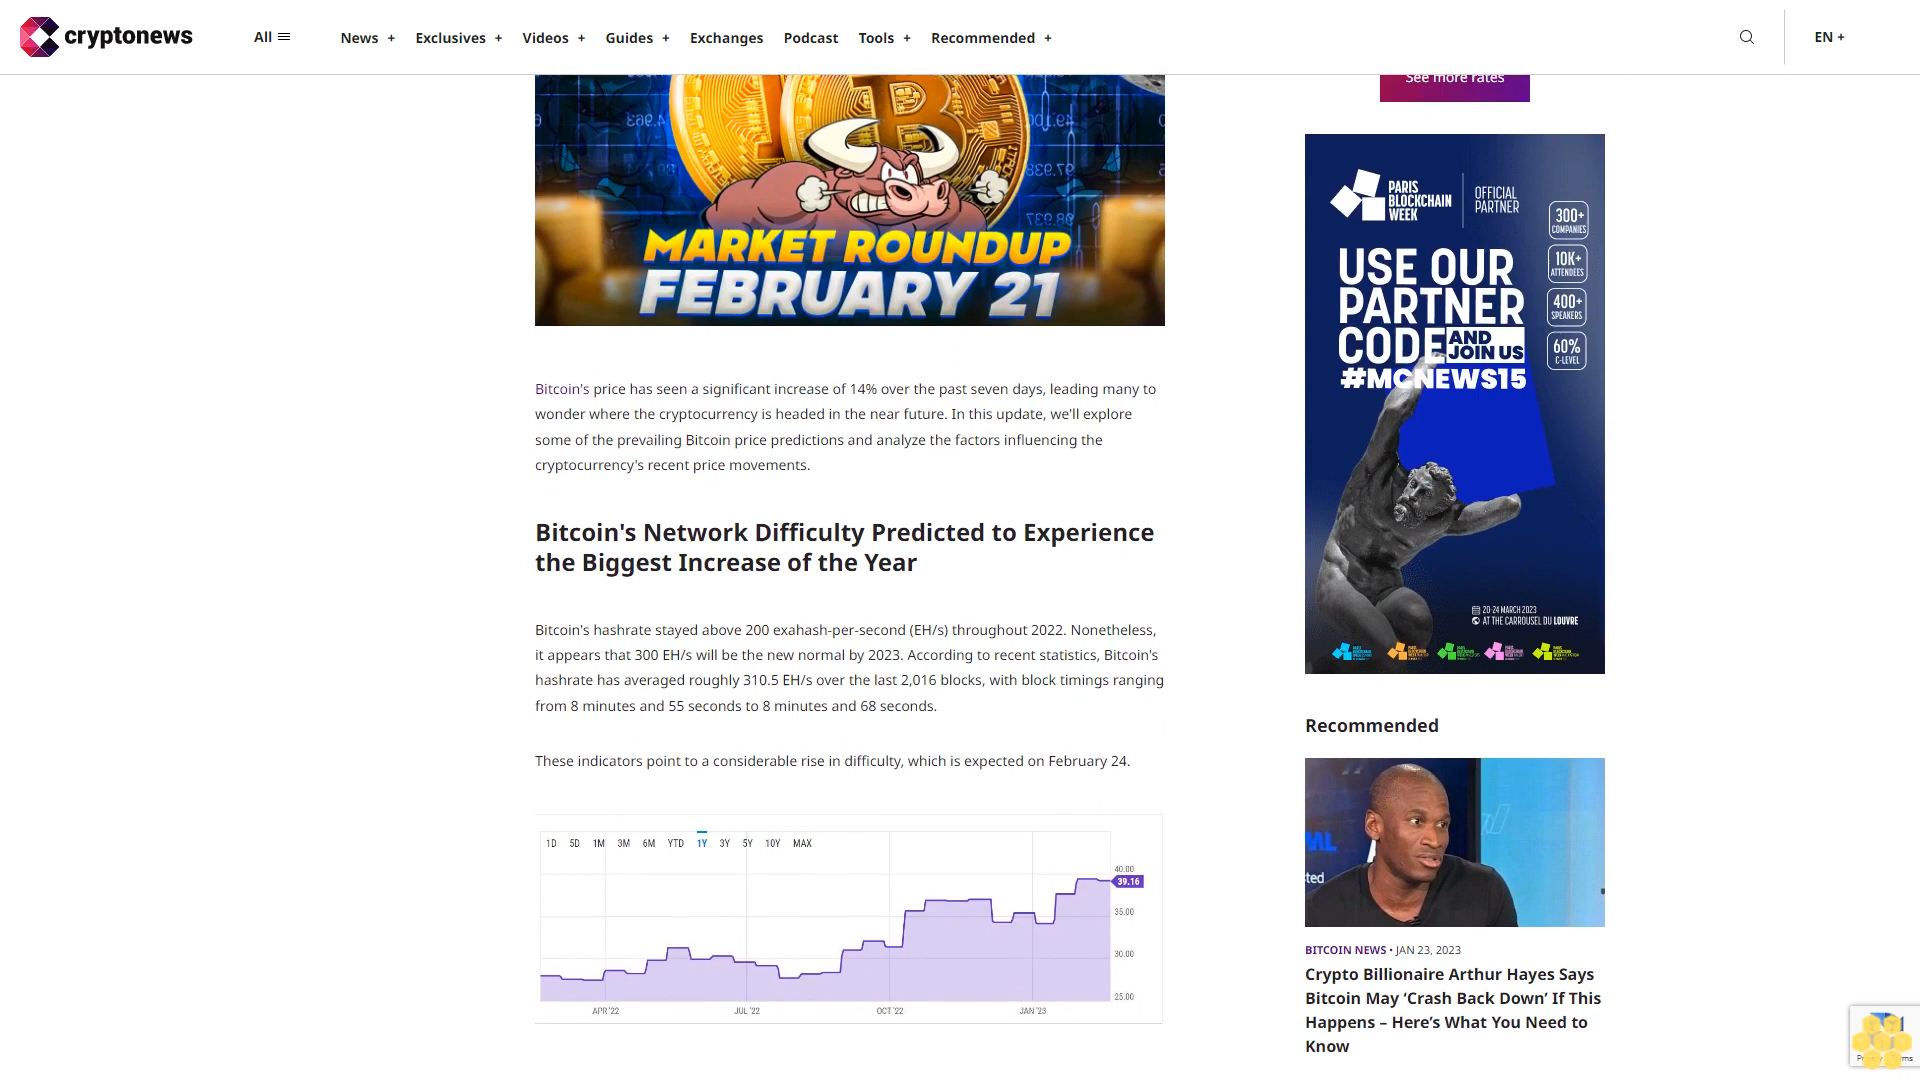 cryptonews
All
News +
Exclusives +
Videos +
Guides +
Exchanges
Podcast
Tools +
Recommended +
EN +
MARKET ROUNDUP
FEBRUARY 21
Bitcoin's price has seen a significant increase of 14% over the past seven days, leading many to
wonder where the cryptocurrency is headed in the near future. In this update, we'll explore
some of the prevailing Bitcoin price predictions and analyze the factors influencing the
cryptocurrency's recent price movements.
Bitcoin's Network Difficulty Predicted to Experience
the Biggest Increase of the Year
Bitcoin's hashrate stayed above 200 exahash-per-second (EH/s) throughout 2022. Nonetheless,
it appears that 300 EH/s will be the new normal by 2023. According to recent statistics, Bitcoin's
hashrate has averaged roughly 310.5 EH/s over the last 2,016 blocks, with block timings ranging
from 8 minutes and 55 seconds to 8 minutes and 68 seconds.
These indicators point to a considerable rise in difficulty, which is expected on February 24.
1D 5D 1M 3M 6M YTD 1Y 3Y 5Y 10Y MAX
40.00
39.16
35.00
30.00
25.00
APR '22 JUL '22 OCT '22 JAN '23
See more rates
PARIS
BLOCKCHAIN
WEEK
OFFICIAL
PARTNER
300+
COMPANIES
10K+
ATTENDEES
400+
SPEAKERS
60%
C-LEVEL
USE OUR
PARTNER
CODE AND
JOIN US
#MCNEWS15
20-24 MARCH 2023
AT THE CARROUSEL DU LOUVRE
Recommended
BITCOIN NEWS • JAN 23, 2023
Crypto Billionaire Arthur Hayes Says
Bitcoin May ‘Crash Back Down’ If This
Happens – Here’s What You Need to
Know